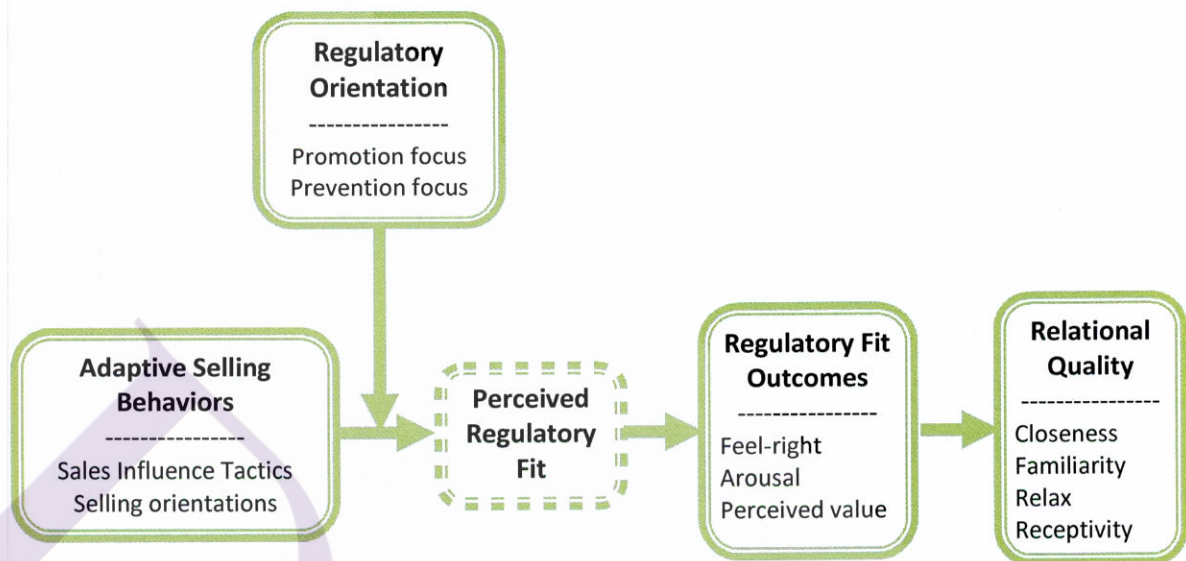 Regulatory
Orientation
----------------
Promotion focus
Prevention focus
Adaptive Selling
Behaviors
----------------
Sales Influence Tactics
Selling orientations
Perceived
Regulatory
Fit
Regulatory Fit
Outcomes
----------------
Feel-right
Arousal
Perceived value
Relational
Quality
----------------
Closeness
Familiarity
Relax
Receptivity